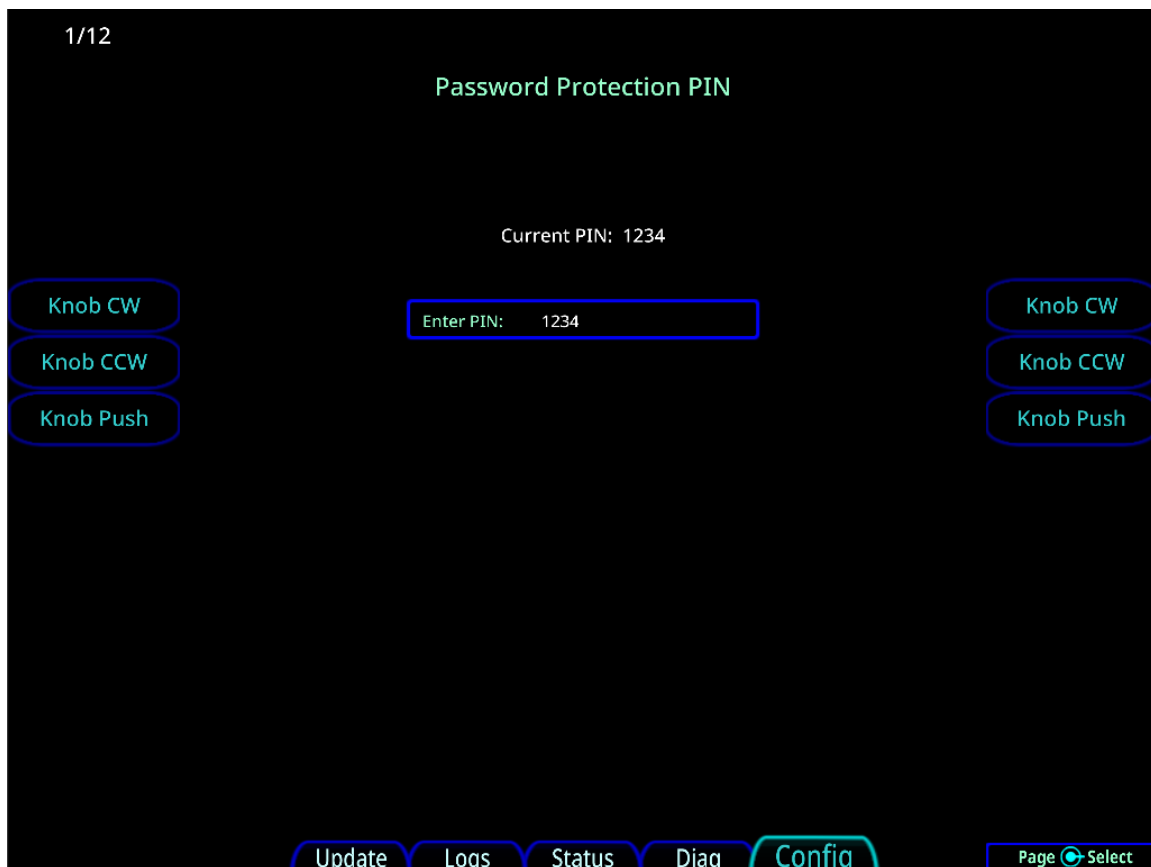 1/12
Password Protection PIN
Current PIN: 1234
Knob CW
Enter PIN: 1234
Knob CW
Knob CCW
Knob CCW
Knob Push
Knob Push
Update Logs Status Diag Config
Page Select